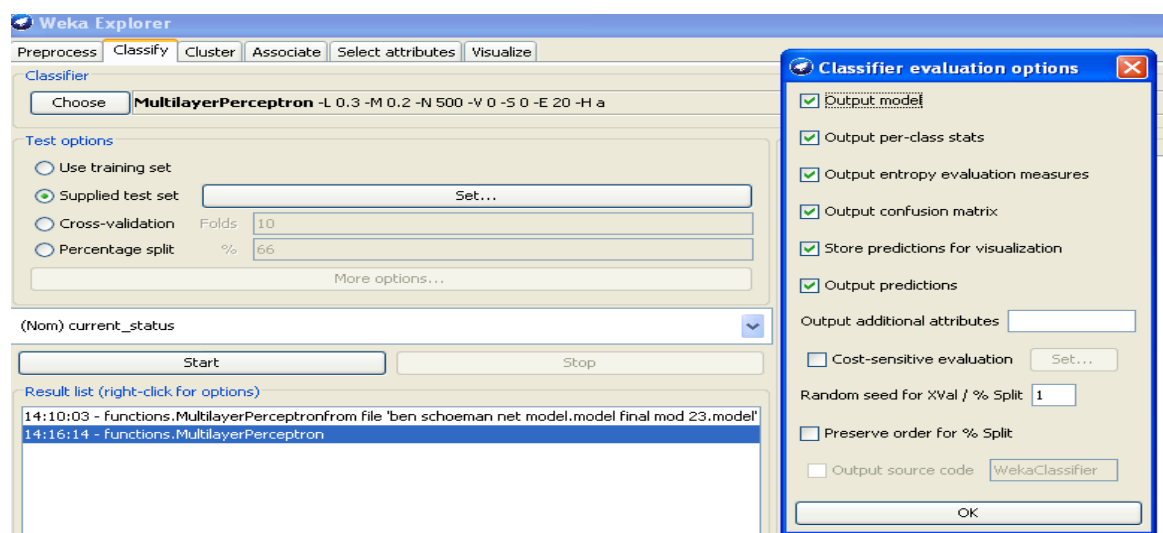 Weka Explorer
Preprocess Classify Cluster Associate Select attributes Visualize
Classifier
Choose MultilayerPerceptron -L 0.3 -M 0.2 -N 500 -V 0 -S 0 -E 20 -H a
Test options
Use training set
Supplied test set Set...
Cross-validation Folds 10
Percentage split % 66
More options...
(Nom) current_status
Start Stop
Result list (right-click for options)
14:10:03 - functions.MultilayerPerceptronfrom file 'ben schoeman net model.model final mod 23.model'
14:16:14 - functions.MultilayerPerceptron
Classifier evaluation options
Output model
Output per-class stats
Output entropy evaluation measures
Output confusion matrix
Store predictions for visualization
Output predictions
Output additional attributes
Cost-sensitive evaluation Set...
Random seed for XVal / % Split 1
Preserve order for % Split
Output source code WekaClassifier
OK